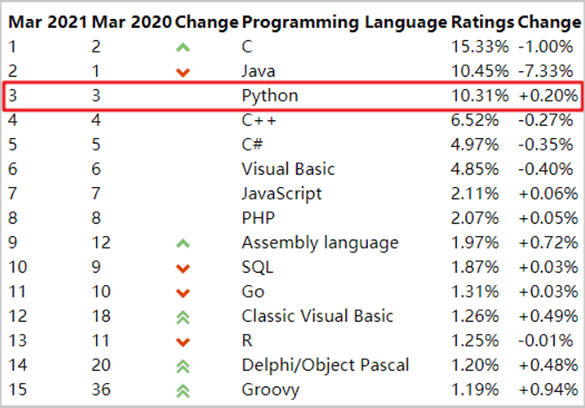 Mar 2021 Mar 2020 Change Programming Language Ratings Change
1 2 C 15.33% -1.00%
2 1 Java 10.45% -7.33%
3 3 Python 10.31% +0.20%
4 4 C++ 6.52% -0.27%
5 5 C# 4.97% -0.35%
6 6 Visual Basic 4.85% -0.40%
7 7 JavaScript 2.11% +0.06%
8 8 PHP 2.07% +0.05%
9 12 Assembly language 1.97% +0.72%
10 9 SQL 1.87% +0.03%
11 10 Go 1.31% +0.03%
12 18 Classic Visual Basic 1.26% +0.49%
13 11 R 1.25% -0.01%
14 20 Delphi/Object Pascal 1.20% +0.48%
15 36 Groovy 1.19% +0.94%